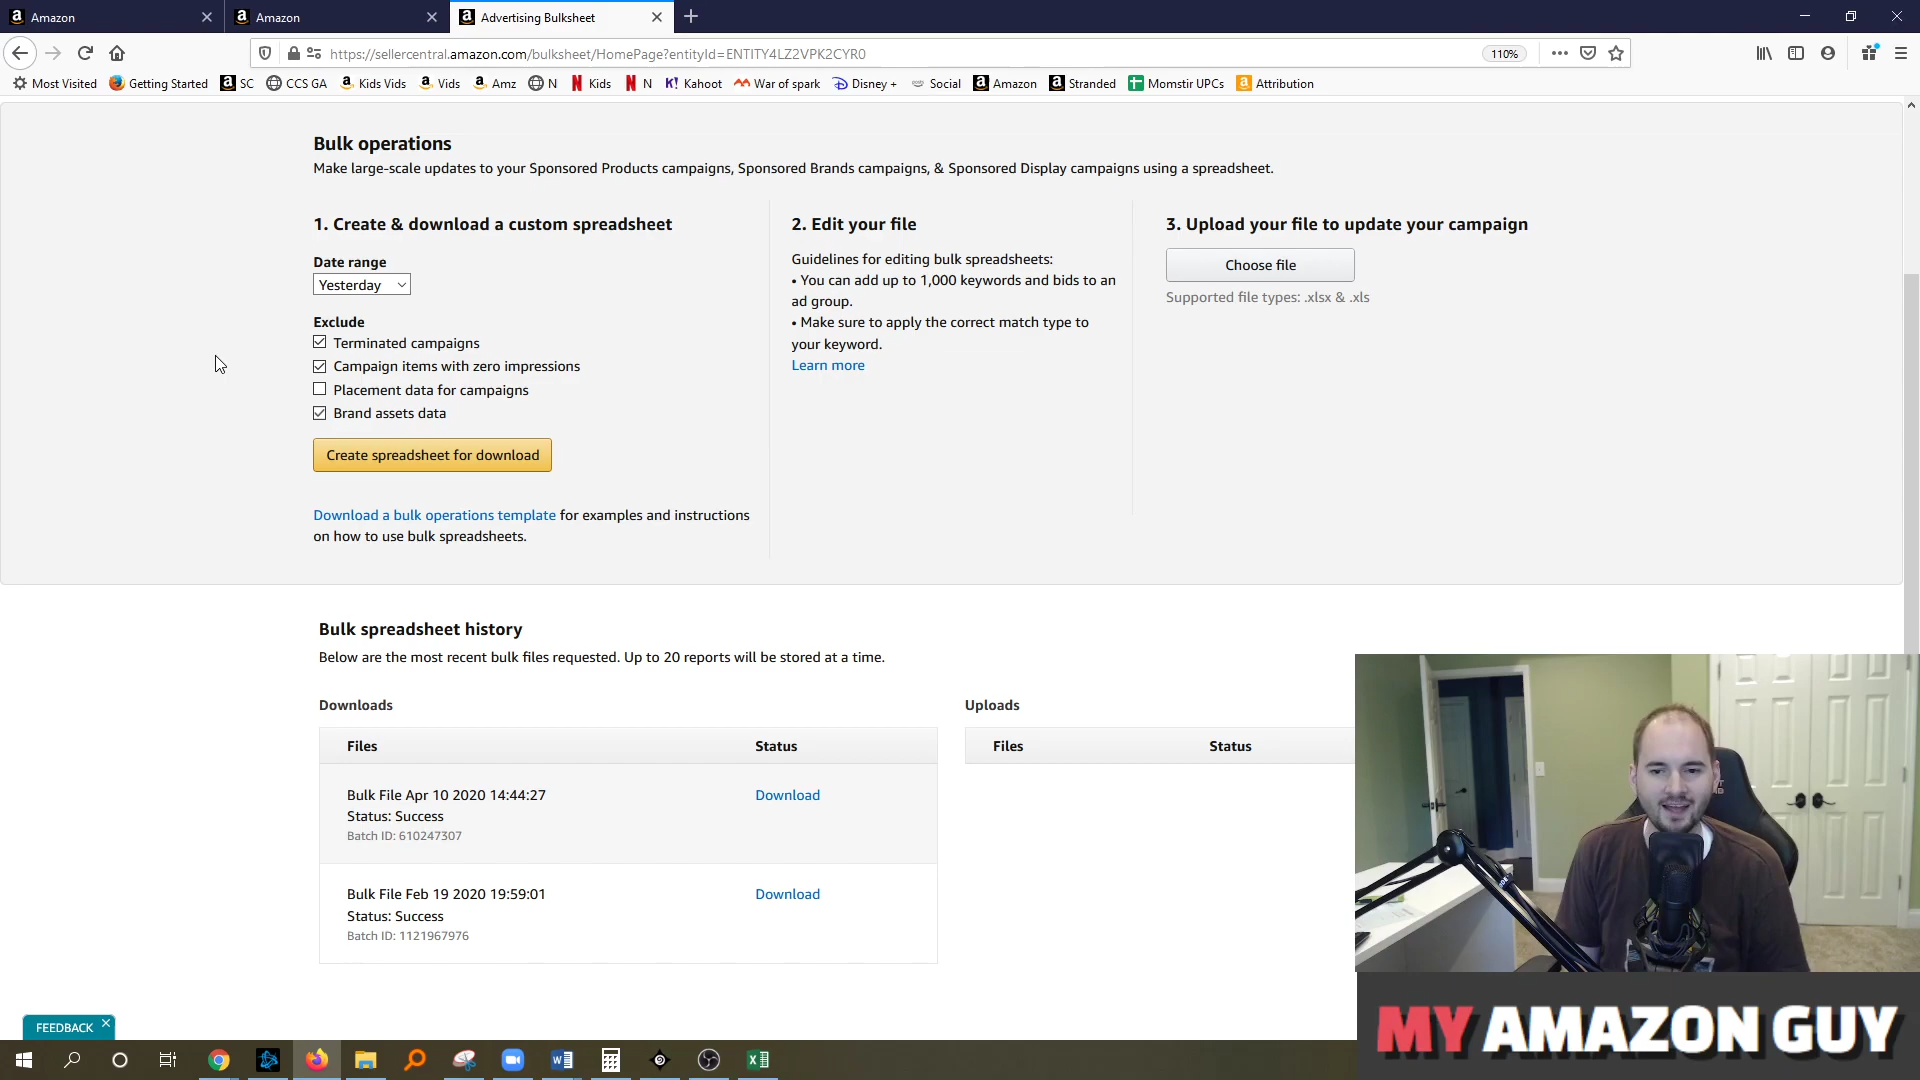 Amazon
Amazon
Advertising Bulksheet
https://sellercentral.amazon.com/bulksheet/HomePage?entityId=ENTITY4LZ2VPK2CYR0
110%
Most Visited
Getting Started
SC
CCS GA
Kids Vids
Vids
Amz
N
Kids
N
Kahoot
War of spark
Disney +
Social
Amazon
Stranded
Momstir UPCs
Attribution
Bulk operations
Make large-scale updates to your Sponsored Products campaigns, Sponsored Brands campaigns, & Sponsored Display campaigns using a spreadsheet.
1. Create & download a custom spreadsheet
Date range
Yesterday
Exclude
Terminated campaigns
Campaign items with zero impressions
Placement data for campaigns
Brand assets data
Create spreadsheet for download
Download a bulk operations template for examples and instructions
on how to use bulk spreadsheets.
2. Edit your file
Guidelines for editing bulk spreadsheets:
• You can add up to 1,000 keywords and bids to an
ad group.
• Make sure to apply the correct match type to
your keyword.
Learn more
3. Upload your file to update your campaign
Choose file
Supported file types: .xlsx & .xls
Bulk spreadsheet history
Below are the most recent bulk files requested. Up to 20 reports will be stored at a time.
Downloads
Files Status
Bulk File Apr 10 2020 14:44:27 Download
Status: Success
Batch ID: 610247307
Bulk File Feb 19 2020 19:59:01 Download
Status: Success
Batch ID: 1121967976
Uploads
Files Status
FEEDBACK
MY AMAZON GUY